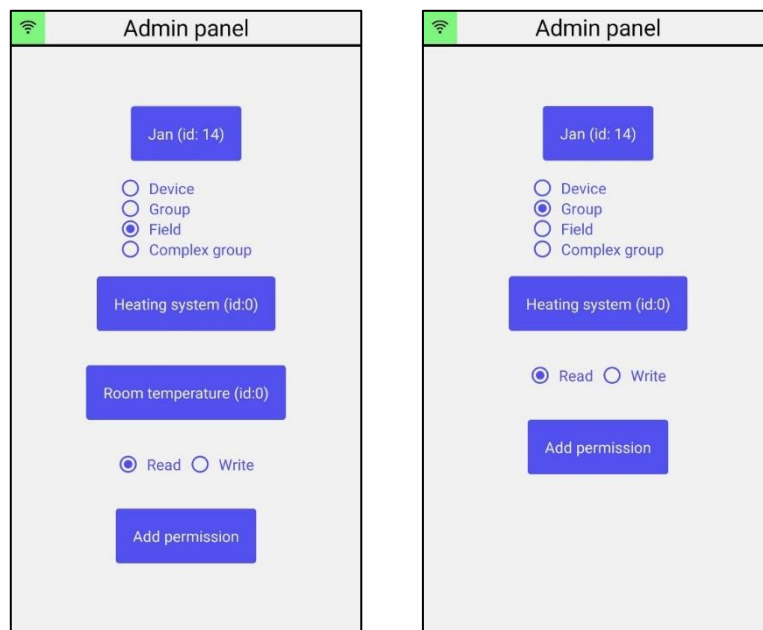 Admin panel
Jan (id: 14)
Device
Group
Field
Complex group
Heating system (id:0)
Room temperature (id:0)
Read Write
Add permission
Admin panel
Jan (id: 14)
Device
Group
Field
Complex group
Heating system (id:0)
Read Write
Add permission